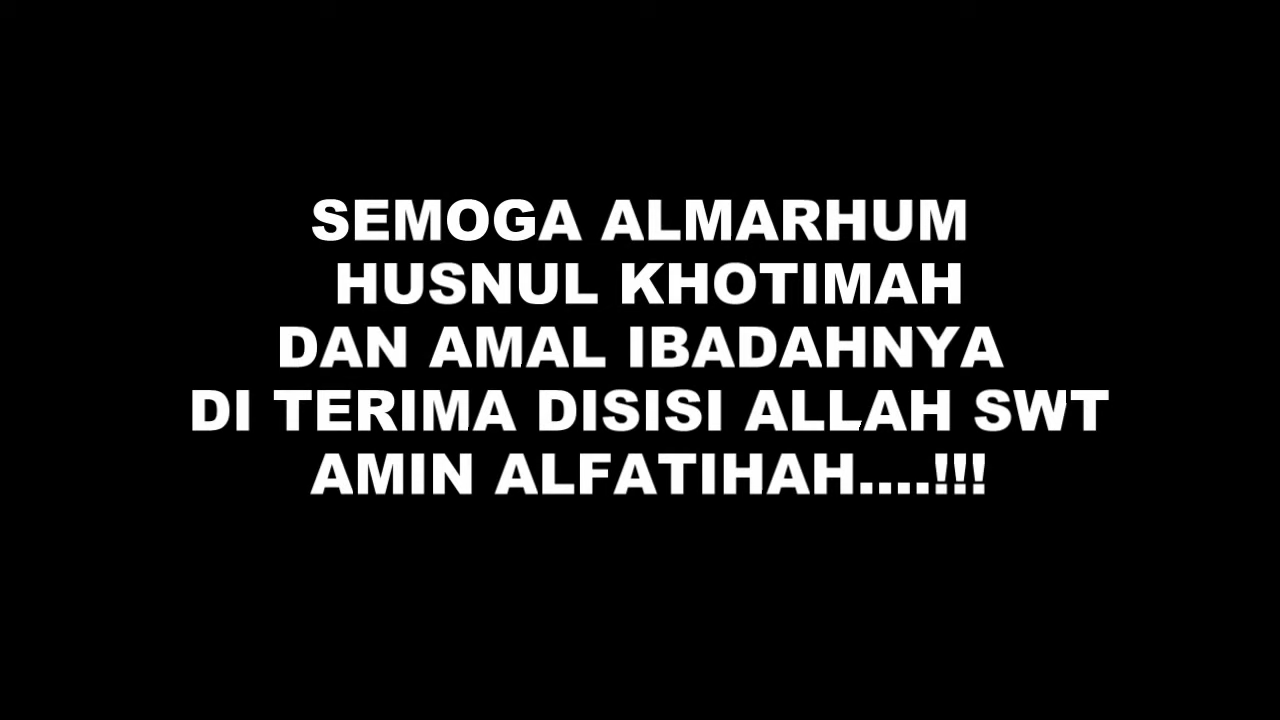 SEMOGA ALMARHUM
HUSNUL KHOTIMAH
DAN AMAL IBADAHNYA
DI TERIMA DISISI ALLAH SWT
AMIN ALFATIHAH....!!!